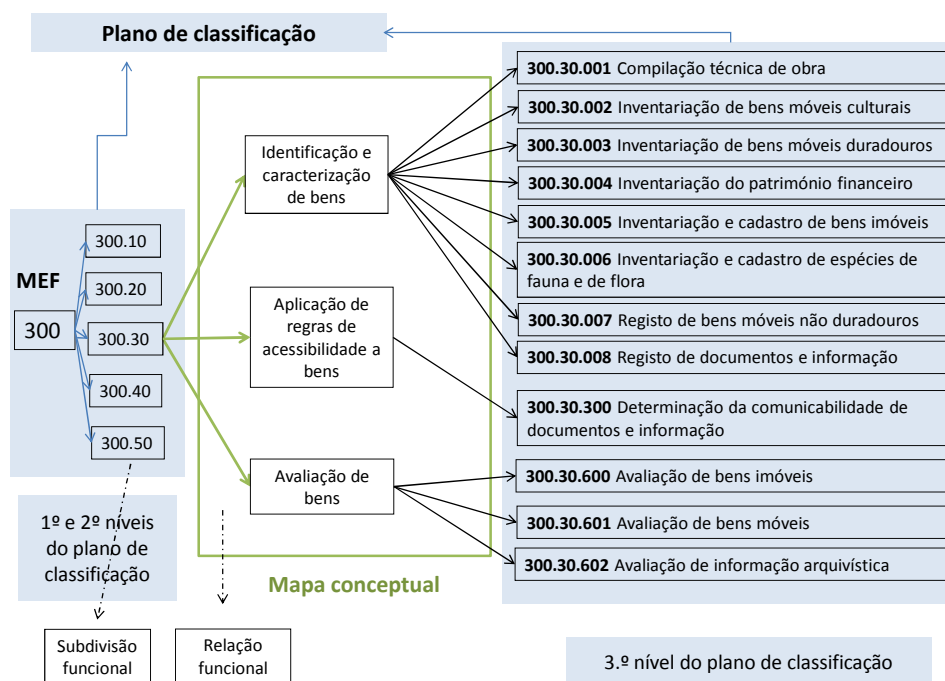 Plano de classificação
MEF
300
300.10
300.20
300.30
300.40
300.50
1º e 2º níveis
do plano de
classificação
Subdivisão
funcional
Identificação e
caracterização
de bens
Aplicação de
regras de
acessibilidade a
bens
Avaliação de
bens
Mapa conceptual
Relação
funcional
300.30.001 Compilação técnica de obra
300.30.002 Inventariação de bens móveis culturais
300.30.003 Inventariação de bens móveis duradouros
300.30.004 Inventariação do património financeiro
300.30.005 Inventariação e cadastro de bens imóveis
300.30.006 Inventariação e cadastro de espécies de
fauna e de flora
300.30.007 Registo de bens móveis não duradouros
300.30.008 Registo de documentos e informação
300.30.300 Determinação da comunicabilidade de
documentos e informação
300.30.600 Avaliação de bens imóveis
300.30.601 Avaliação de bens móveis
300.30.602 Avaliação de informação arquivística
3.º nível do plano de classificação